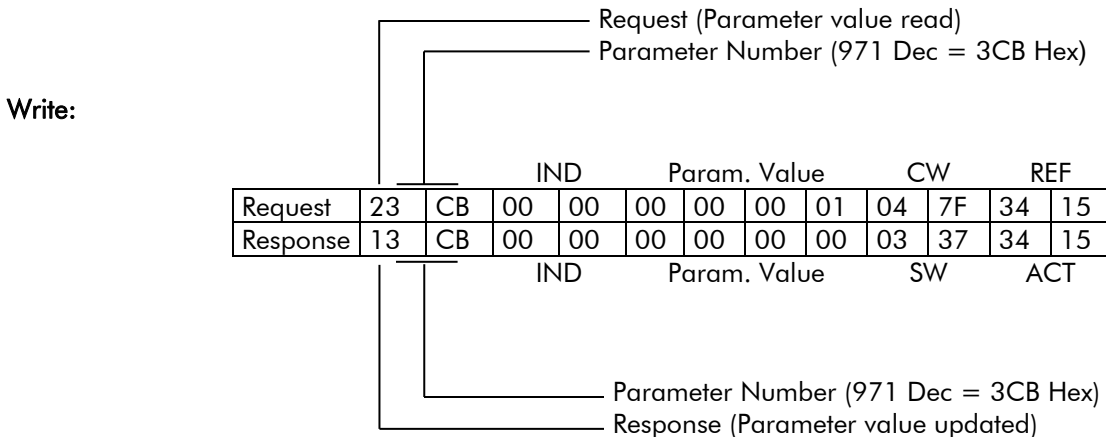 Request (Parameter value read)
Parameter Number (971 Dec = 3CB Hex)
Write:
IND Param. Value CW REF
Request 23 CB 00 00 00 00 00 01 04 7F 34 15
Response 13 CB 00 00 00 00 00 00 03 37 34 15
IND Param. Value SW ACT
Parameter Number (971 Dec = 3CB Hex)
Response (Parameter value updated)